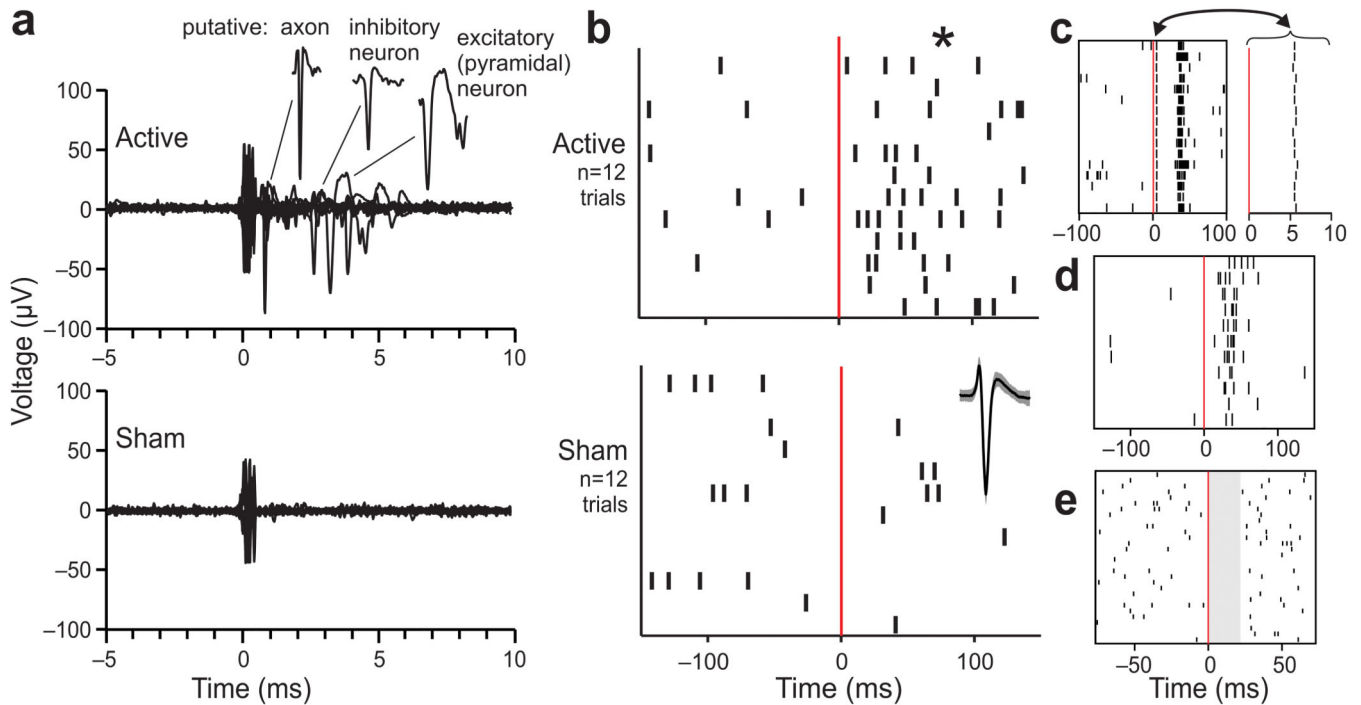 a
putative: axon
inhibitory
neuron
excitatory
(pyramidal)
neuron
Active
Voltage (µV)
100
50
0
−50
−100
−5 0 5 10
Sham
100
50
0
−50
−100
−5 0 5 10
Time (ms)
b
*
Active
n=12
trials
Sham
n=12
trials
−100 0 100
Time (ms)
c
−100 0 100
0 5 10
d
−100 0 100
e
−50 0 50
Time (ms)